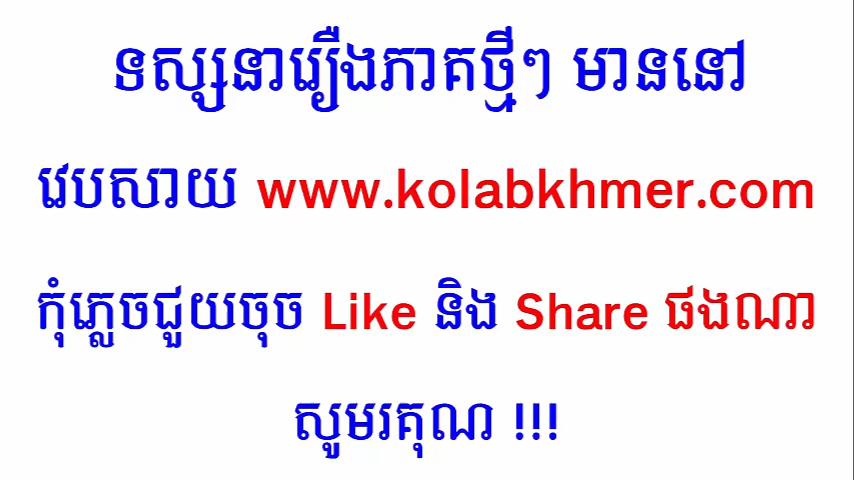 ទស្សនារឿងភាគថ្មីៗ មាននៅ
វេបសាយ www.kolabkhmer.com
កុំភ្លេចជួយចុច Like និង Share ផងណា
សូមរគុណ !!!